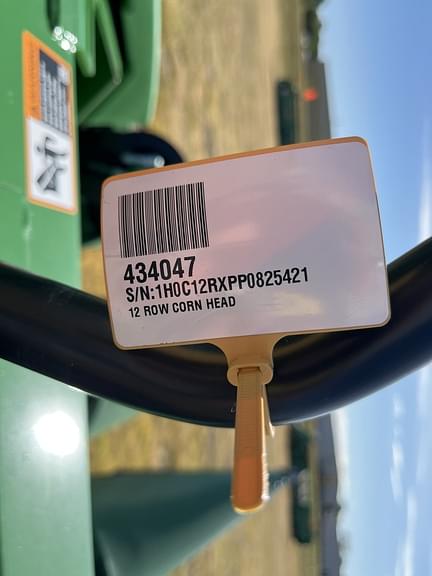 434047
S/N:1H0C12RXPP0825421
12 ROW CORN HEAD